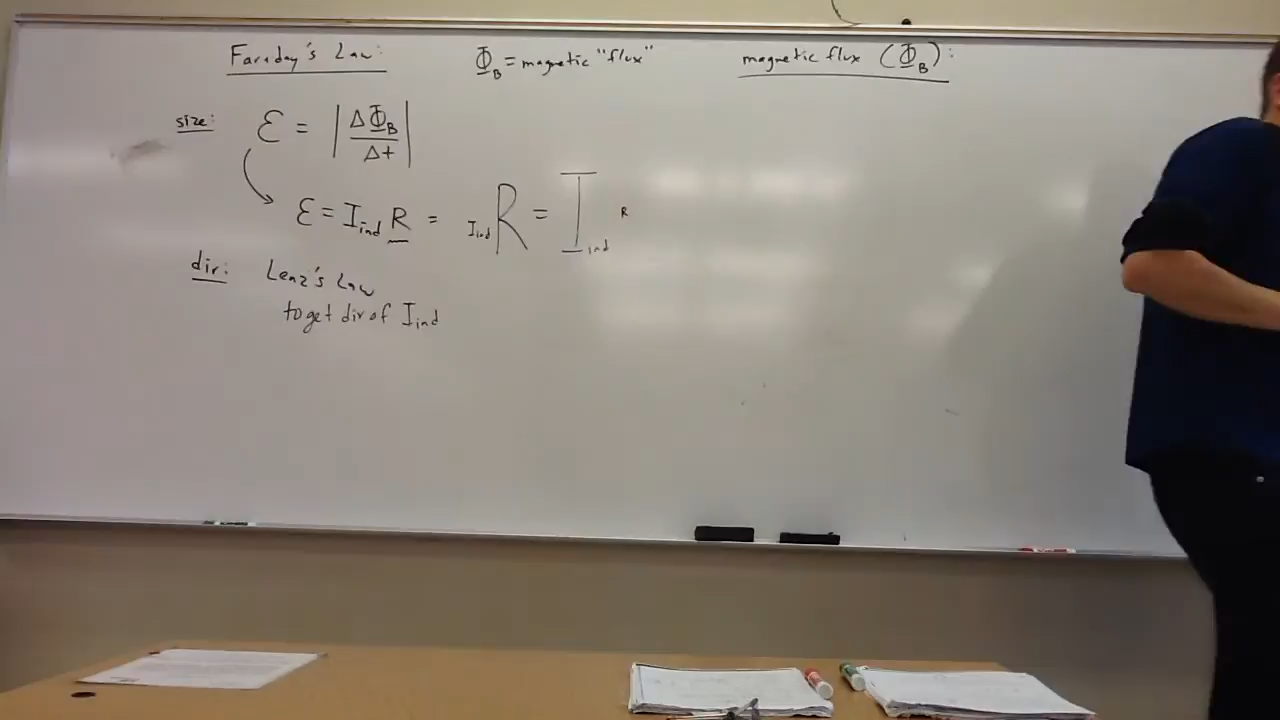 Faraday's Law:
Φ_B = magnetic "flux"
magnetic flux (Φ_B):
size: ℰ = |ΔΦ_B / Δt|
ℰ = I_ind R = I_ind R = I_ind R
dir: Lenz's Law
to get dir of I_ind